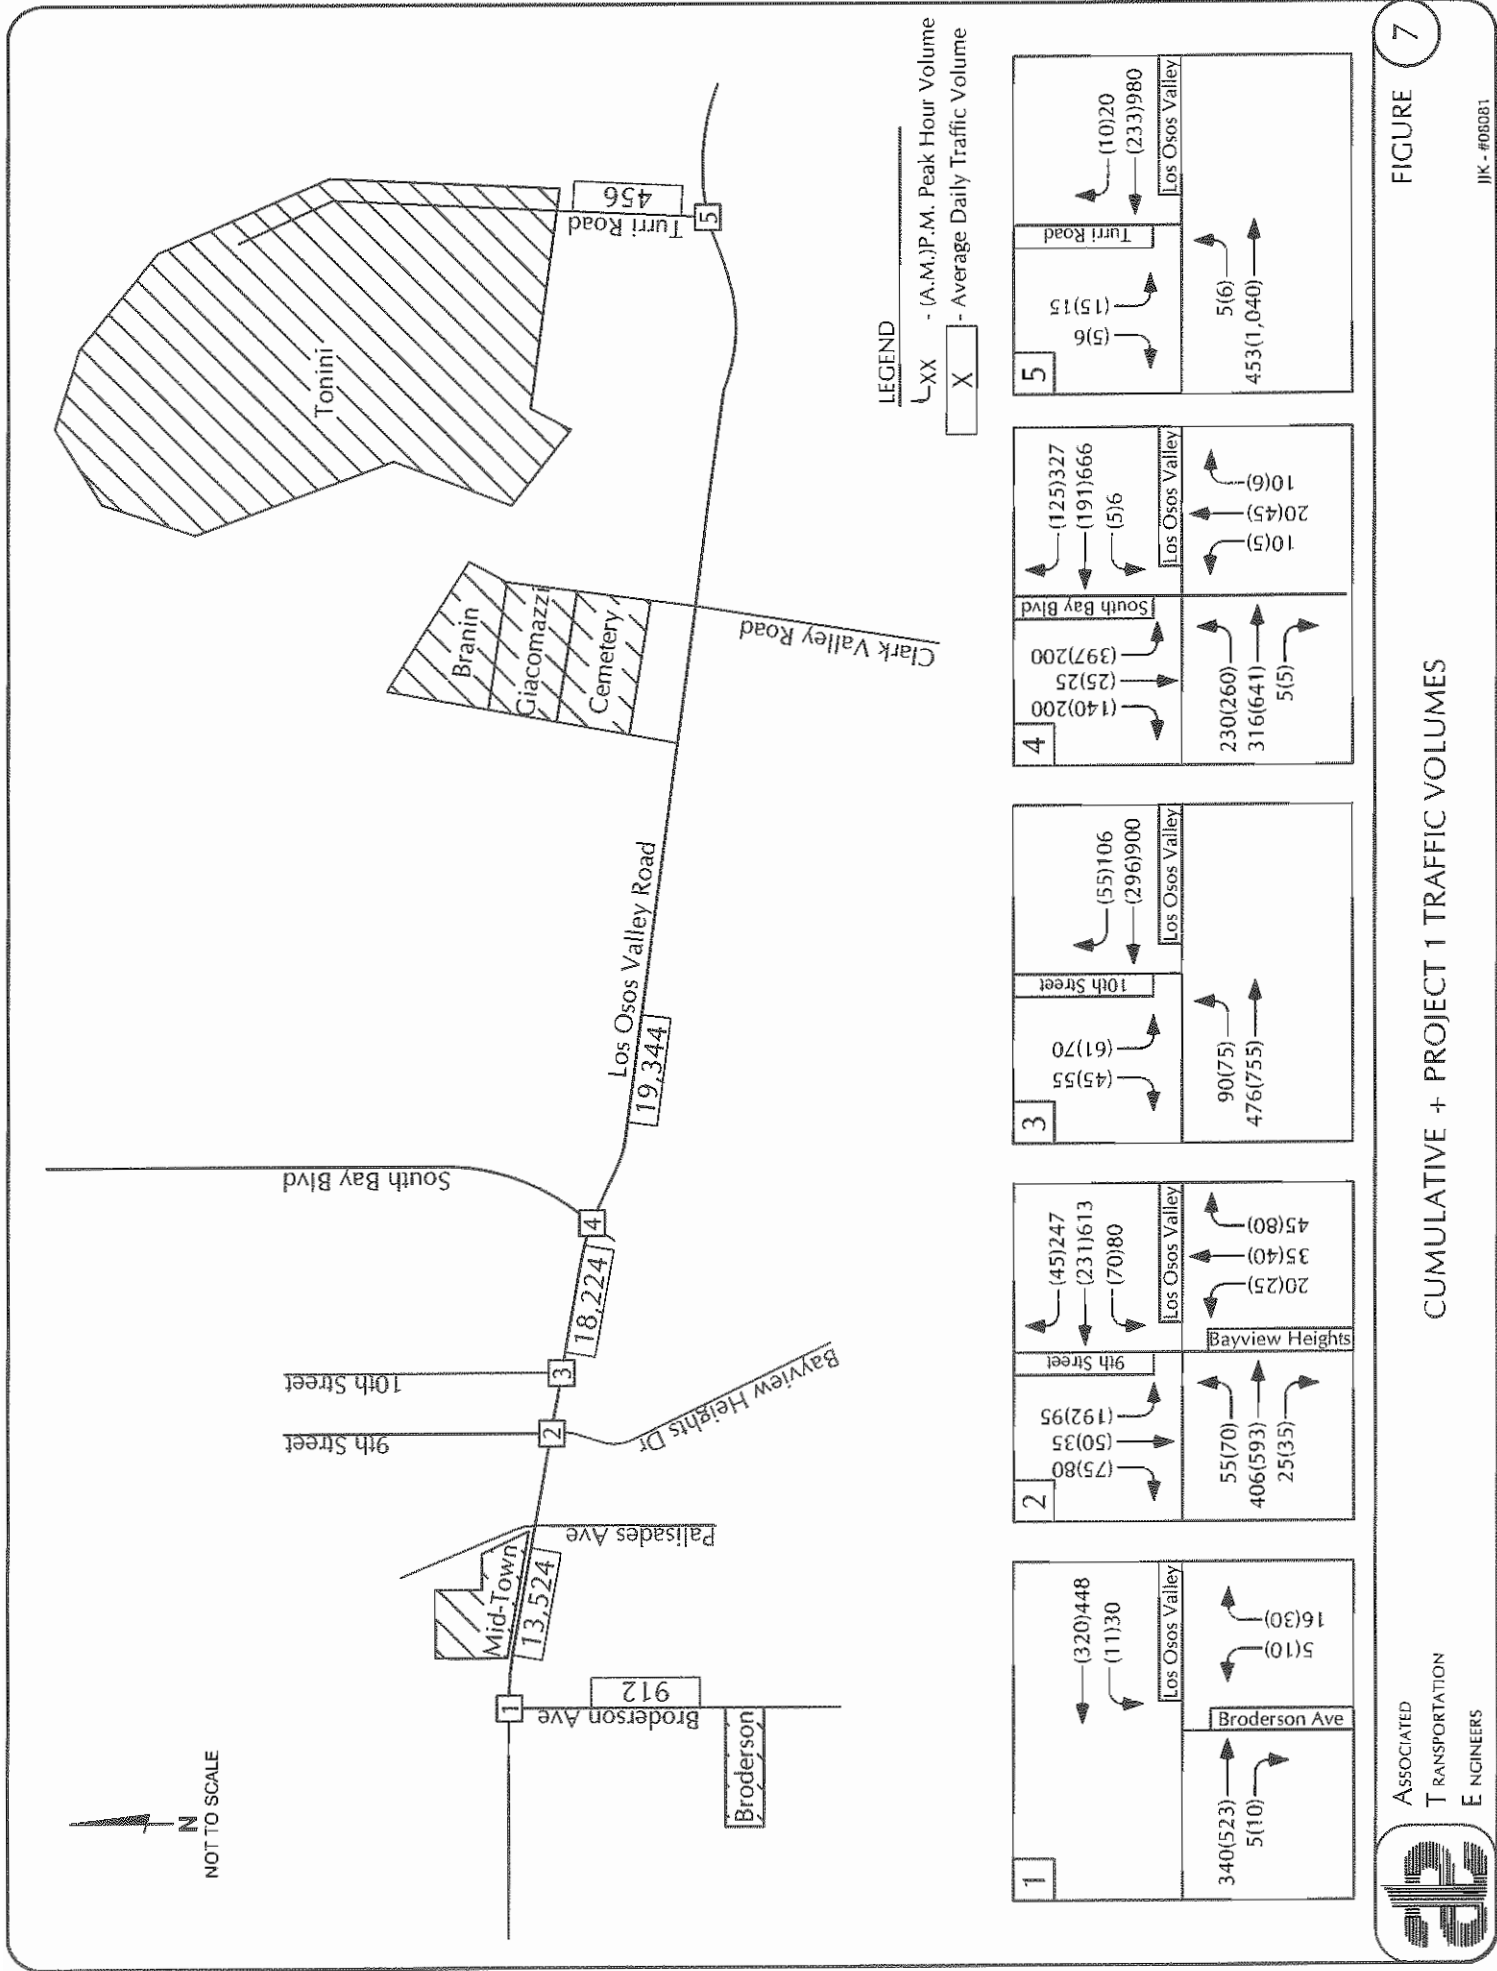 N
NOT TO SCALE
Tonini
Branin
Giacomazzi
Cemetery
Mid-Town
Broderson
Broderson Ave
912
13,524
Palisades Ave
9th Street
10th Street
Bayview Heights Dr
18,224
South Bay Blvd
Los Osos Valley Road
19,344
Clark Valley Road
Turri Road
456
1
2
3
4
5
LEGEND
XX - (A.M.)P.M. Peak Hour Volume
X - Average Daily Traffic Volume
1
(320)448
(11)30
Los Osos Valley
340(523)
5(10)
Broderson Ave
5(10)
16(30)
2
(75)80
(50)35
(192)95
9th Street
(45)247
(231)613
(70)80
Los Osos Valley
55(70)
406(593)
25(35)
Bayview Heights
20(25)
35(40)
45(80)
3
(45)55
(61)70
10th Street
(55)106
(296)900
Los Osos Valley
90(75)
476(755)
4
(140)200
(25)25
(397)200
South Bay Blvd
(125)327
(191)666
(5)6
Los Osos Valley
230(260)
316(641)
5(5)
10(5)
20(45)
10(6)
5
(5)6
(15)15
Turri Road
(10)20
(233)980
Los Osos Valley
5(6)
453(1,040)
ate
ASSOCIATED
TRANSPORTATION
ENGINEERS
CUMULATIVE + PROJECT 1 TRAFFIC VOLUMES
FIGURE 7
JJK - #08081